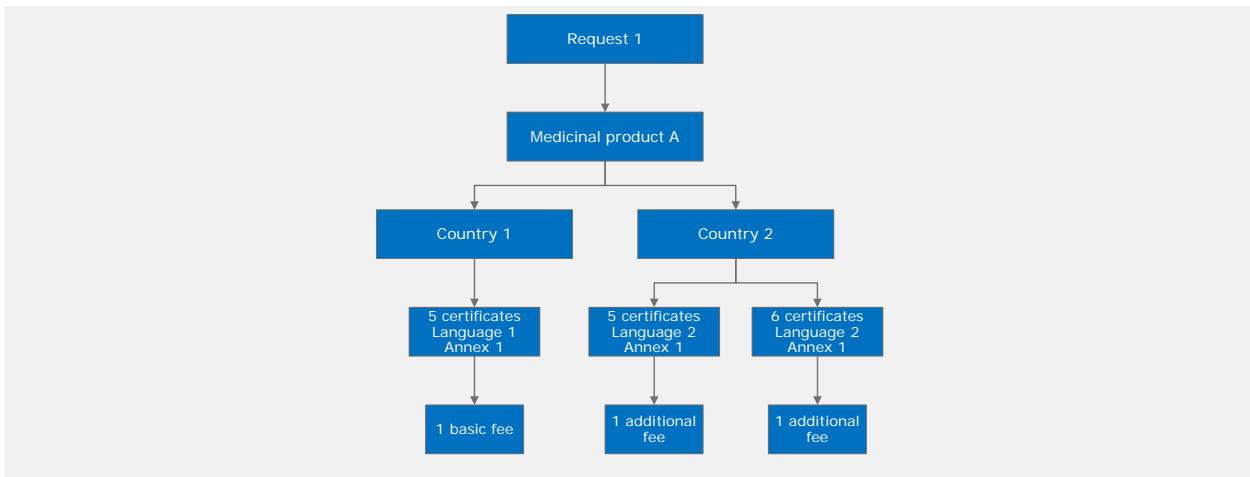 Request 1
Medicinal product A
Country 1
Country 2
5 certificates
Language 1
Annex 1
5 certificates
Language 2
Annex 1
6 certificates
Language 2
Annex 1
1 basic fee
1 additional
fee
1 additional
fee